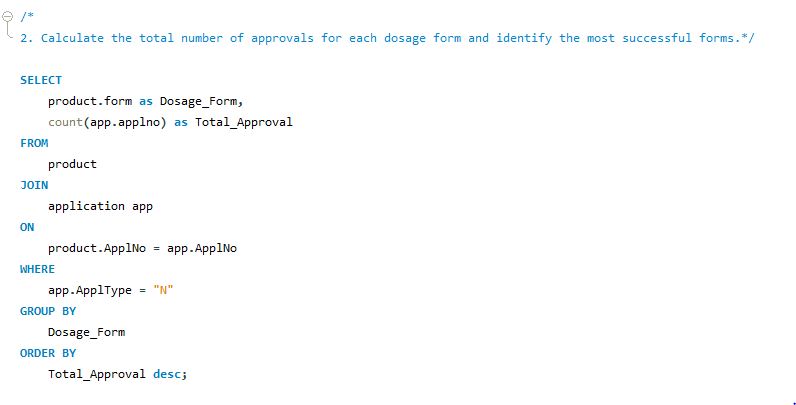 /*
2. Calculate the total number of approvals for each dosage form and identify the most successful forms.*/
SELECT
product.form as Dosage_Form,
count(app.applno) as Total_Approval
FROM
product
JOIN
application app
ON
product.ApplNo = app.ApplNo
WHERE
app.ApplType = "N"
GROUP BY
Dosage_Form
ORDER BY
Total_Approval desc;